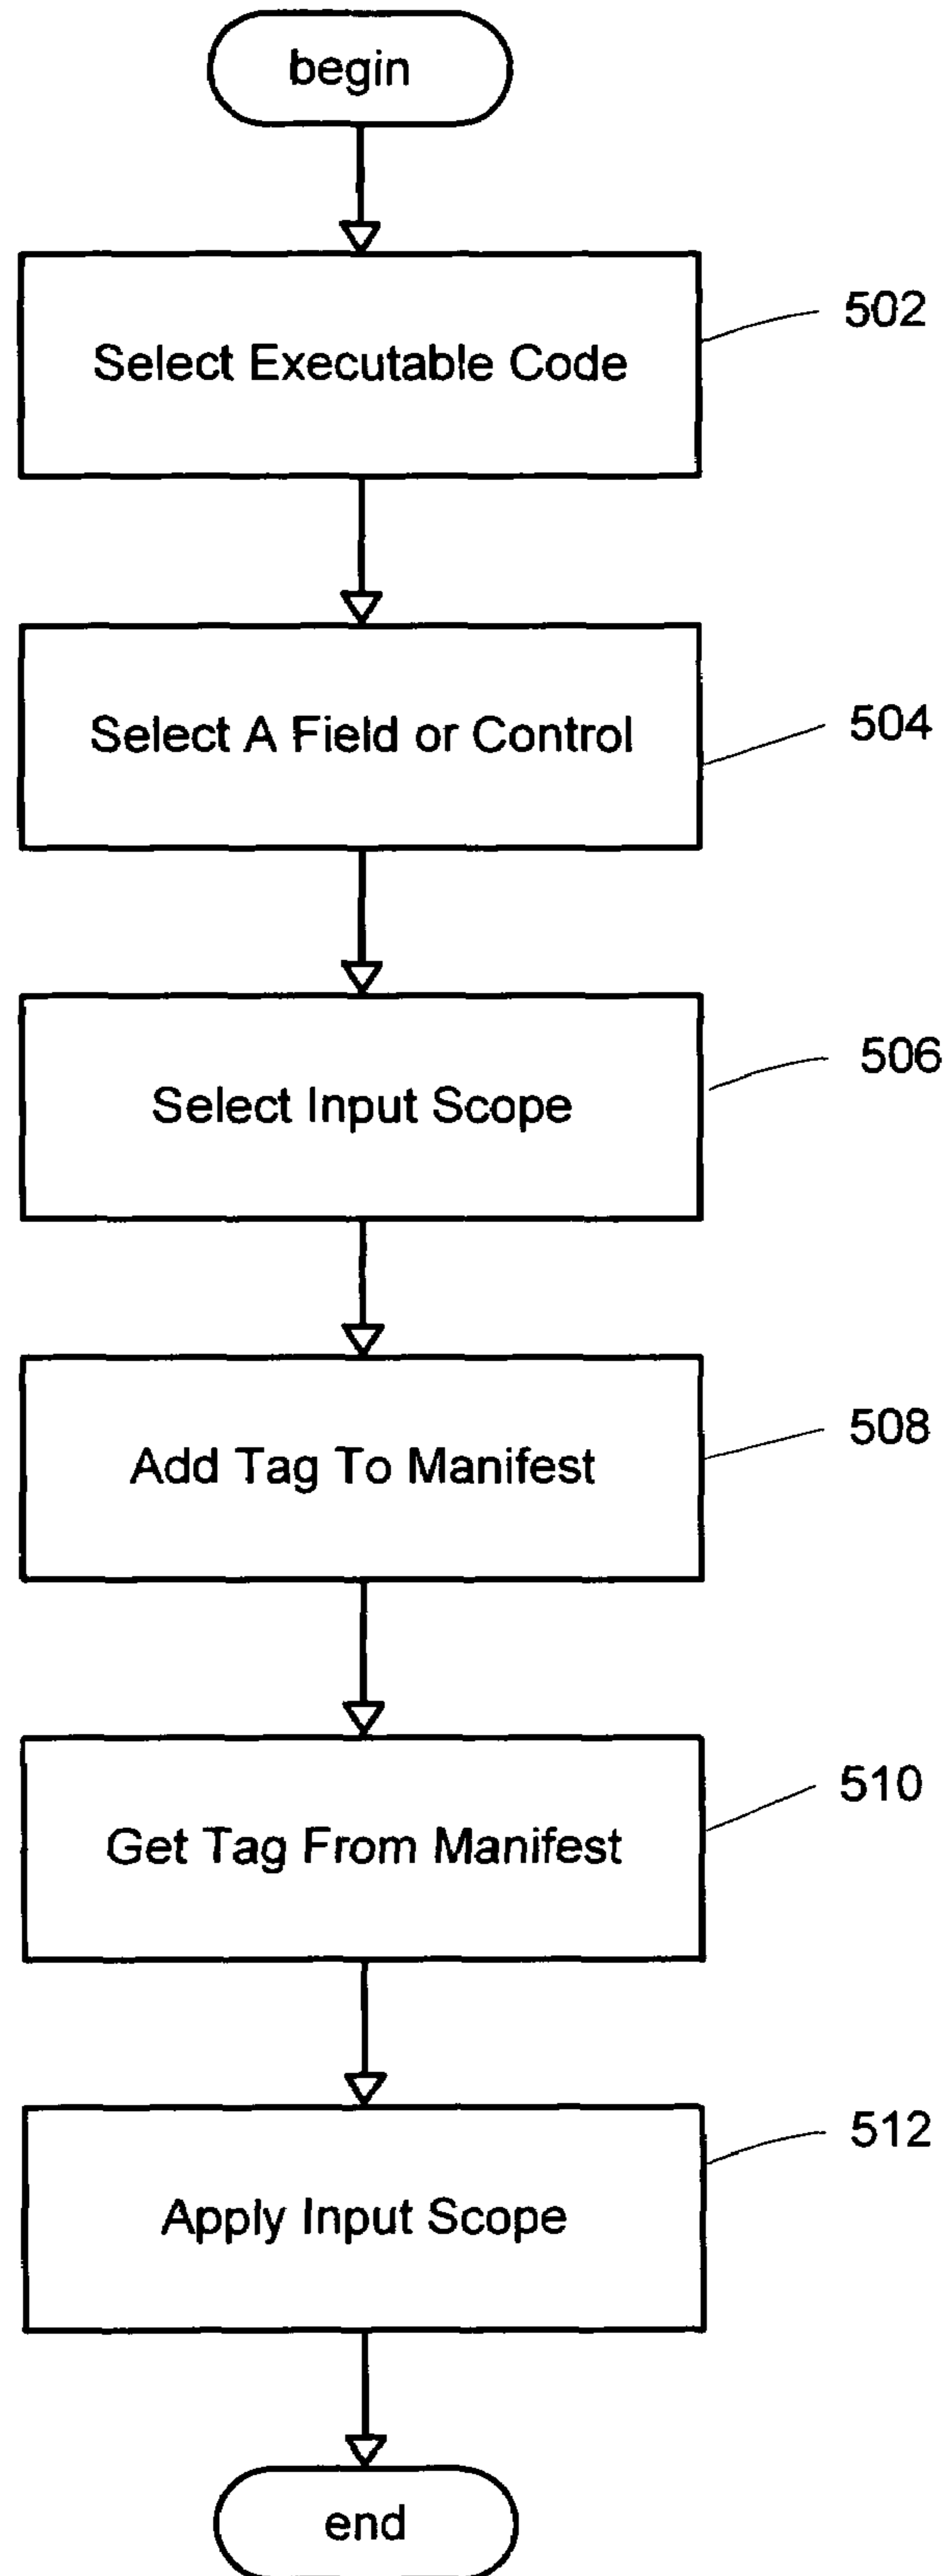 begin
Select Executable Code
502
Select A Field or Control
504
Select Input Scope
506
Add Tag To Manifest
508
Get Tag From Manifest
510
Apply Input Scope
512
end